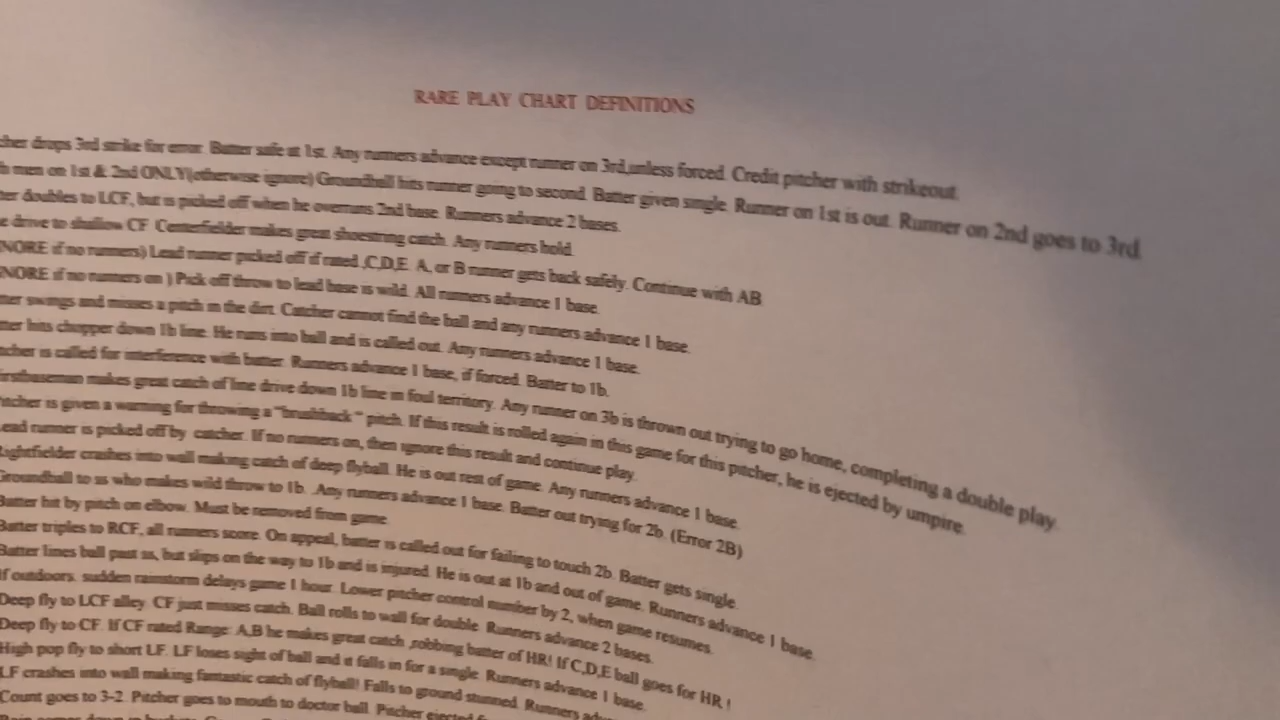 RARE PLAY CHART DEFINITIONS
drops 3rd strike for error. Batter safe at 1st. Any runners advance except runner on 3rd,unless forced. Credit pitcher with strikeout.
men on 1st & 2nd ONLY(otherwise ignore) Groundball hits runner going to second. Batter given single. Runner on 1st is out. Runner on 2nd goes to 3rd.
doubles to LCF, but is picked off when he overruns 2nd base. Runners advance 2 bases.
drive to shallow CF. Centerfielder makes great shoestring catch. Any runners hold.
NORE if no runners) Lead runner picked off if rated ,C,D,E. A, or B runner gets back safely. Continue with AB
NORE if no runners on ) Pick off throw to lead base is wild. All runners advance 1 base.
swings and misses a pitch in the dirt. Catcher cannot find the ball and any runners advance 1 base.
hits chopper down 1b line. He runs into ball and is called out. Any runners advance 1 base.
tcher is called for interference with batter. Runners advance 1 base, if forced. Batter to 1b.
irstbaseman makes great catch of line drive down 1b line in foul territory. Any runner on 3b is thrown out trying to go home, completing a double play.
itcher is given a warning for throwing a "brushback " pitch. If this result is rolled again in this game for this pitcher, he is ejected by umpire.
Lead runner is picked off by catcher. If no runners on, then ignore this result and continue play.
Rightfielder crashes into wall making catch of deep flyball. He is out rest of game. Any runners advance 1 base.
Groundball to ss who makes wild throw to 1b. .Any runners advance 1 base. Batter out trying for 2b. (Error 2B)
Batter hit by pitch on elbow. Must be removed from game.
Batter triples to RCF, all runners score. On appeal, batter is called out for failing to touch 2b. Batter gets single.
Batter lines ball past ss, but slips on the way to 1b and is injured. He is out at 1b and out of game. Runners advance 1 base.
If outdoors. sudden rainstorm delays game 1 hour. Lower pitcher control number by 2, when game resumes.
Deep fly to LCF alley. CF just misses catch. Ball rolls to wall for double. Runners advance 2 bases.
Deep fly to CF. If CF rated Range: A,B he makes great catch ,robbing batter of HR! If C,D,E ball goes for HR !
High pop fly to short LF. LF loses sight of ball and it falls in for a single. Runners advance 1 base.
LF crashes into wall making fantastic catch of flyball! Falls to ground stunned. Runners
Count goes to 3-2. Pitcher goes to mouth to doctor ball. Pitcher ejected